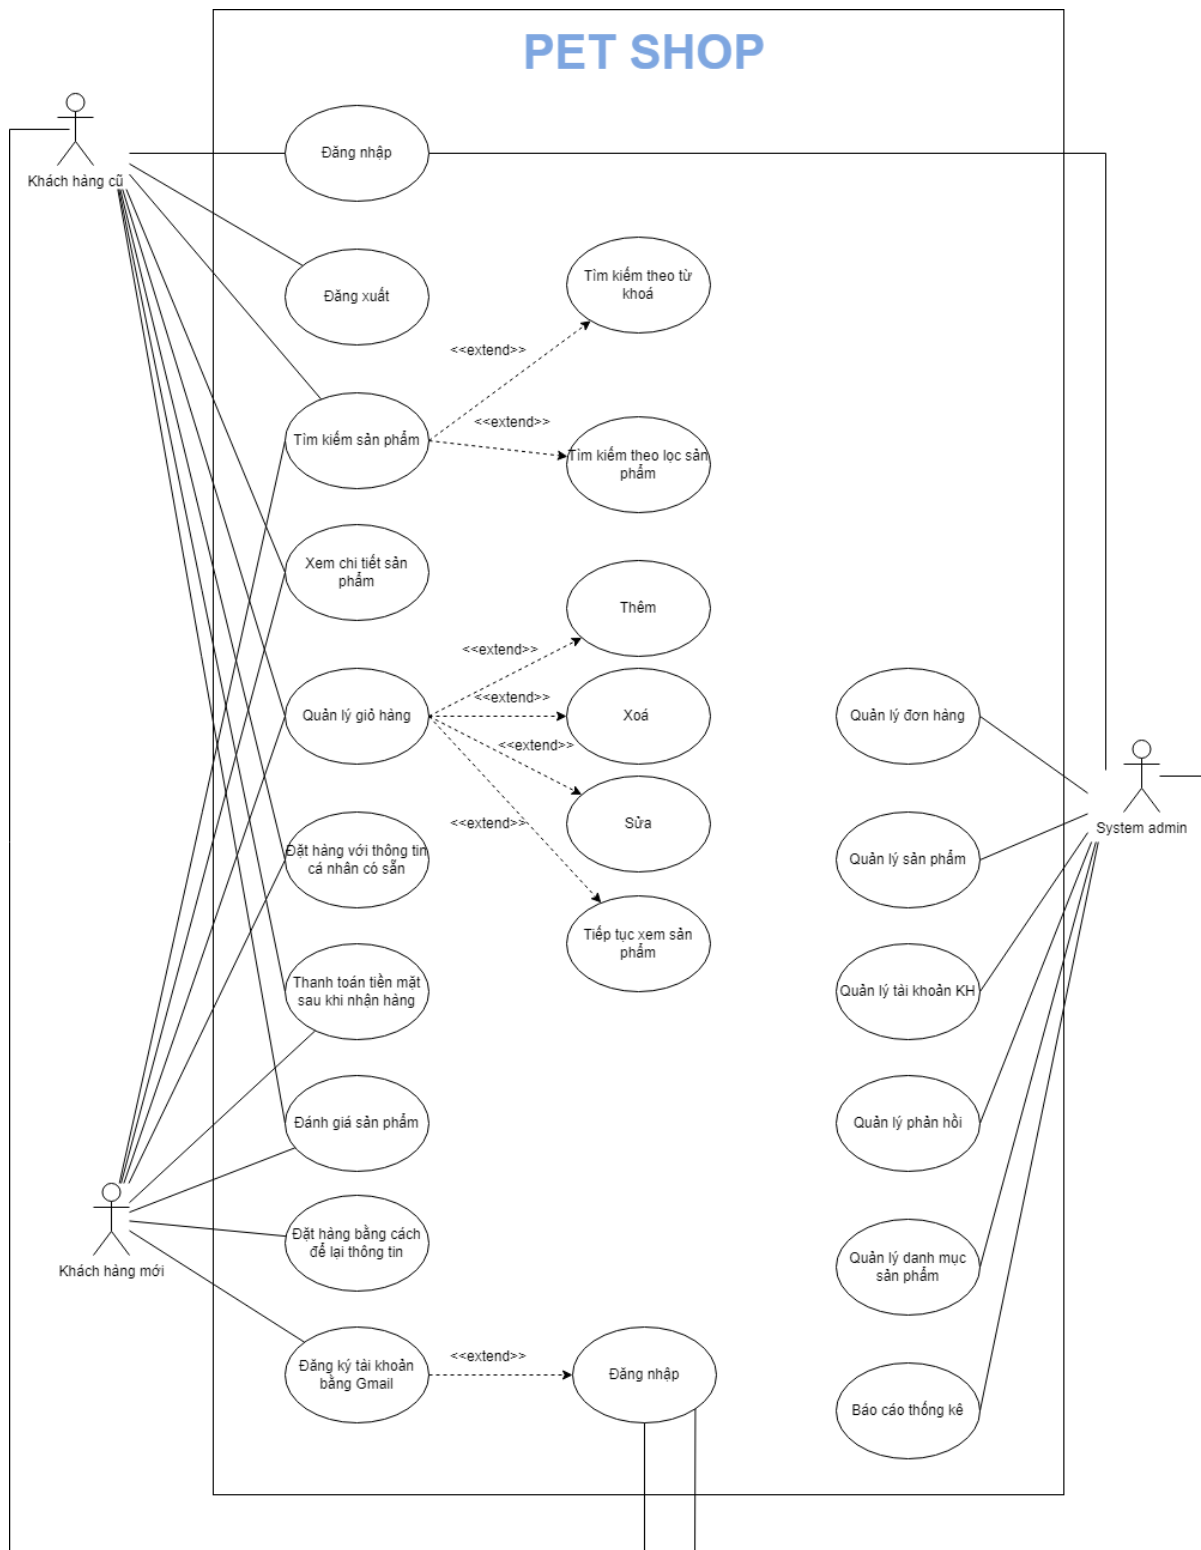 PET SHOP
Khách hàng cũ
Đăng nhập
Đăng xuất
Tìm kiếm theo từ
khoá
<<extend>>
<<extend>>
Tìm kiếm sản phẩm
Tìm kiếm theo lọc sản
phẩm
Xem chi tiết sản
phẩm
Thêm
<<extend>>
<<extend>>
Quản lý giỏ hàng
Xoá
Quản lý đơn hàng
<<extend>>
<<extend>>
Sửa
System admin
Đặt hàng với thông tin
cá nhân có sẵn
Quản lý sản phẩm
Tiếp tục xem sản
phẩm
Thanh toán tiền mặt
sau khi nhận hàng
Quản lý tài khoản KH
Đánh giá sản phẩm
Quản lý phản hồi
Khách hàng mới
Đặt hàng bằng cách
để lại thông tin
Quản lý danh mục
sản phẩm
Đăng ký tài khoản
bằng Gmail
<<extend>>
Đăng nhập
Báo cáo thống kê